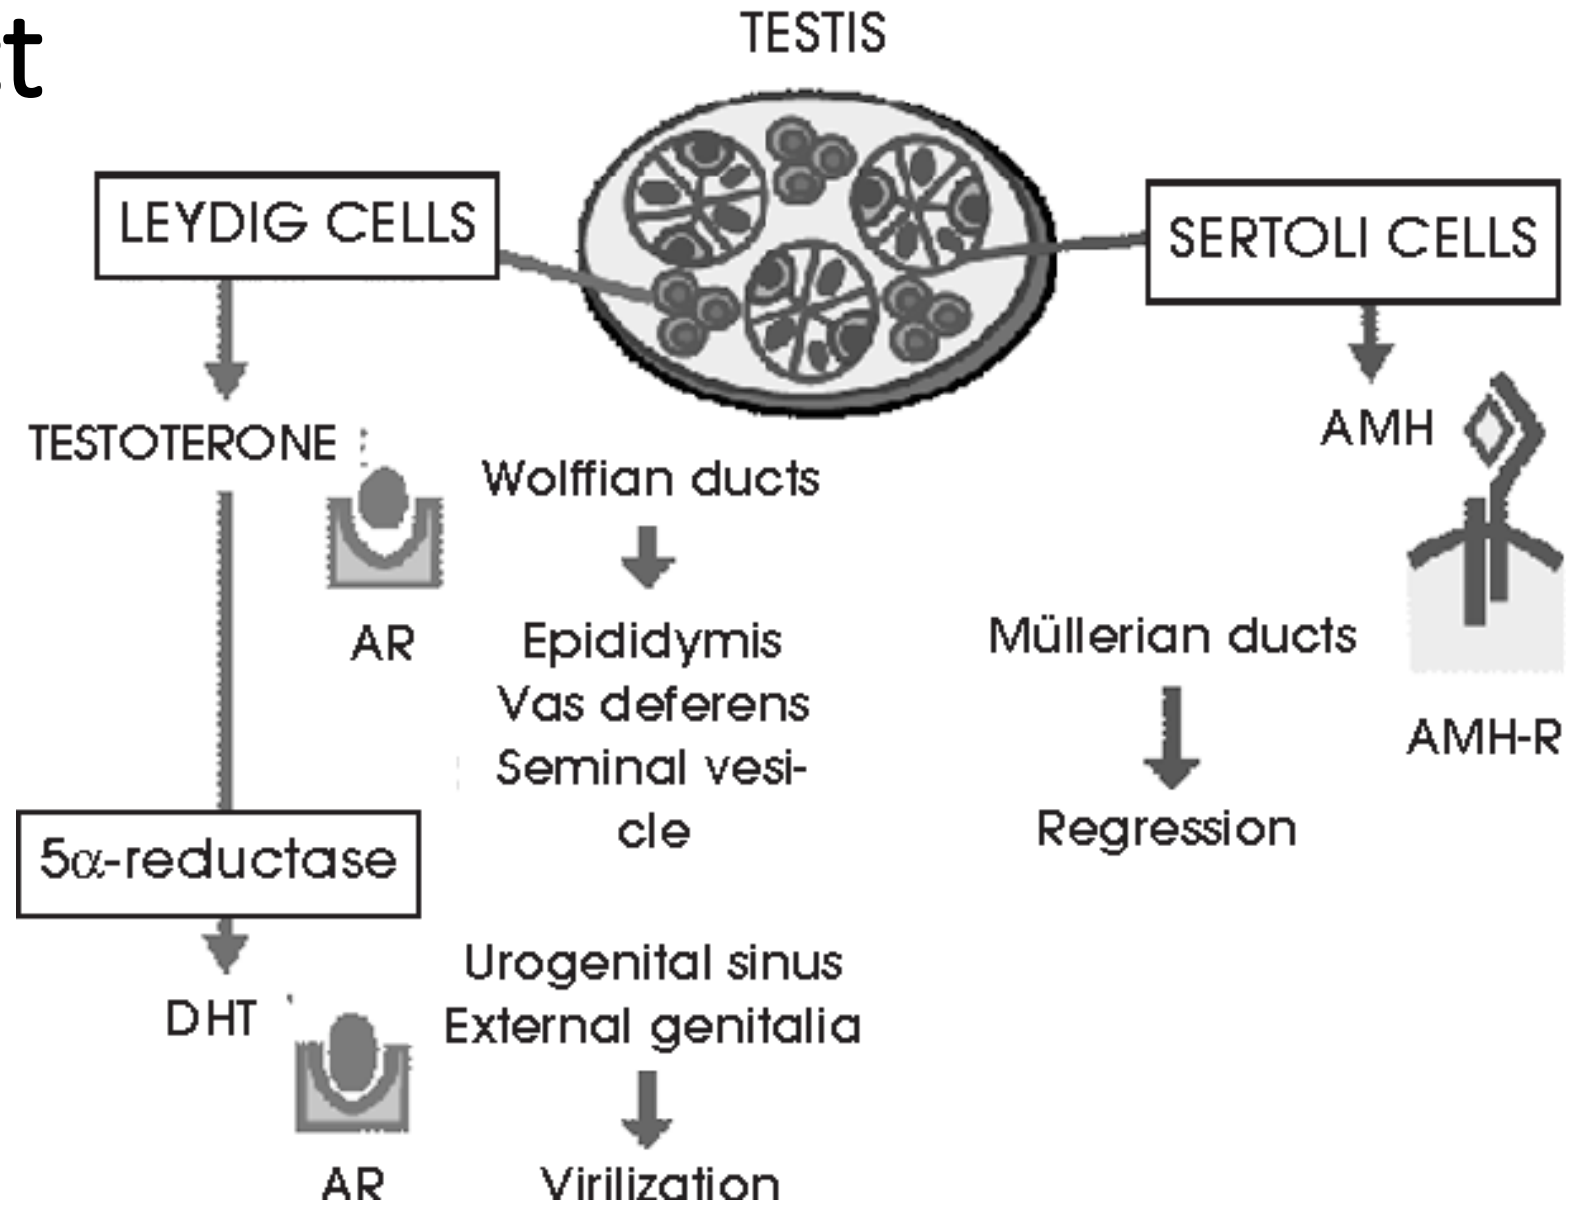 TESTIS
LEYDIG CELLS
SERTOLI CELLS
TESTOTERONE
AMH
Wolffian ducts
AR
Epididymis
Vas deferens
Seminal vesi-
cle
Müllerian ducts
AMH-R
Regression
5α-reductase
DHT
Urogenital sinus
External genitalia
AR
Virilization